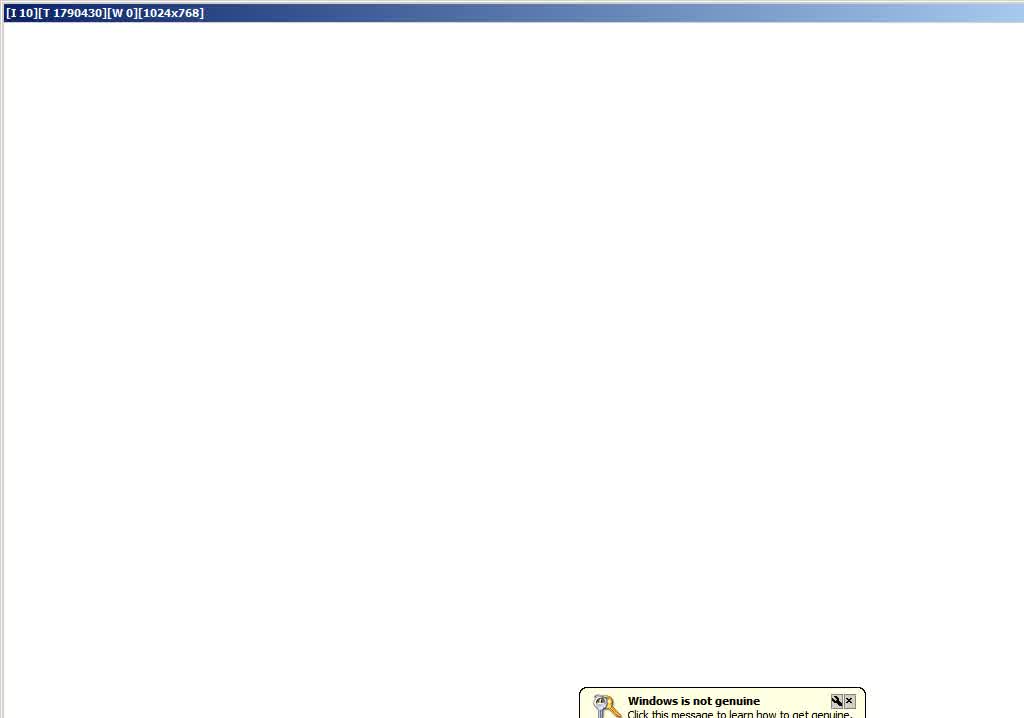 [I 10][T 1790430][W 0][1024x768]
Windows is not genuine
Click this message to learn how to get genuine.